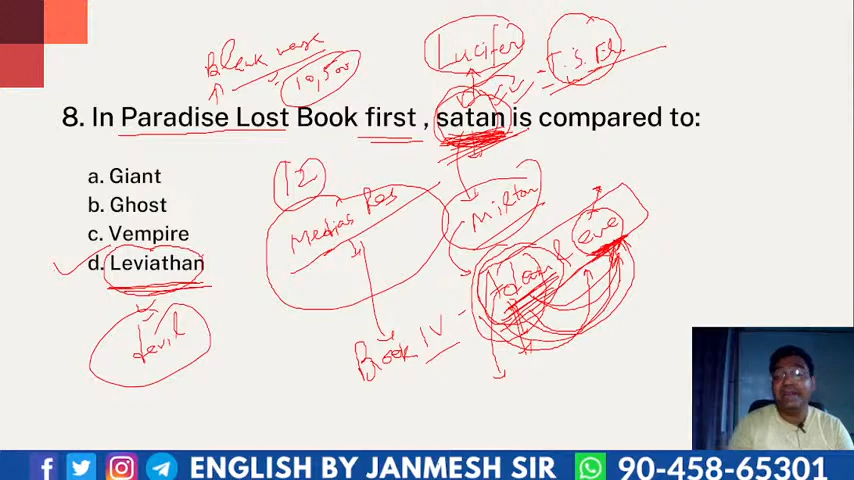 Blank verse
10,500
Lucifer
T.S. El
8. In Paradise Lost Book first , satan is compared to:
12
a. Giant
b. Ghost
c. Vempire
d. Leviathan
Medias Res
Milton
Adam & eve
devil
Book IV
ENGLISH BY JANMESH SIR 90-458-65301